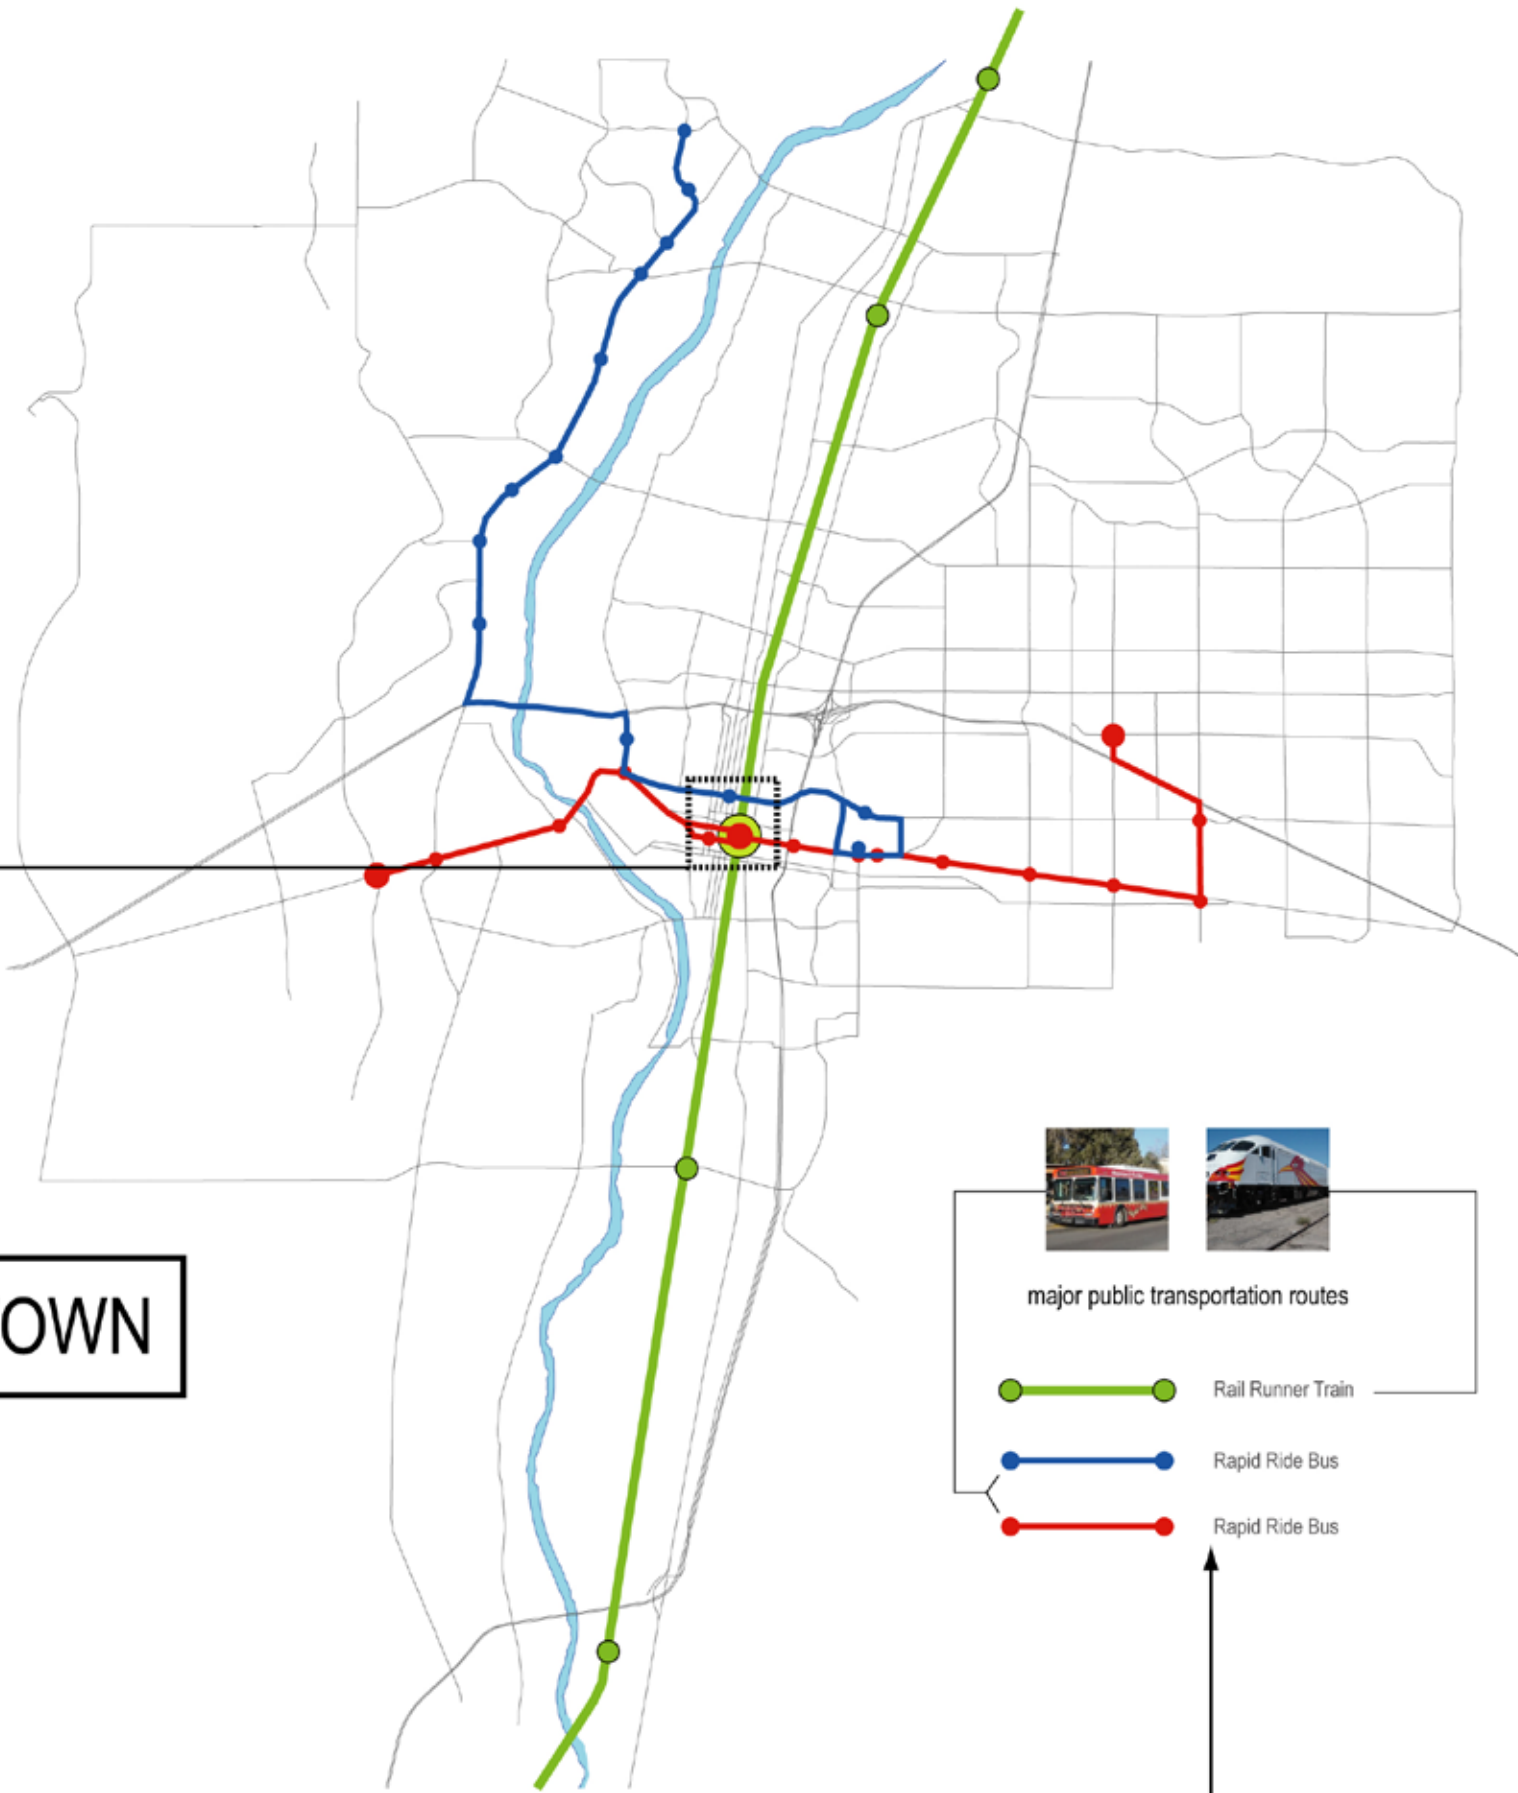 OWN
major public transportation routes
Rail Runner Train
Rapid Ride Bus
Rapid Ride Bus